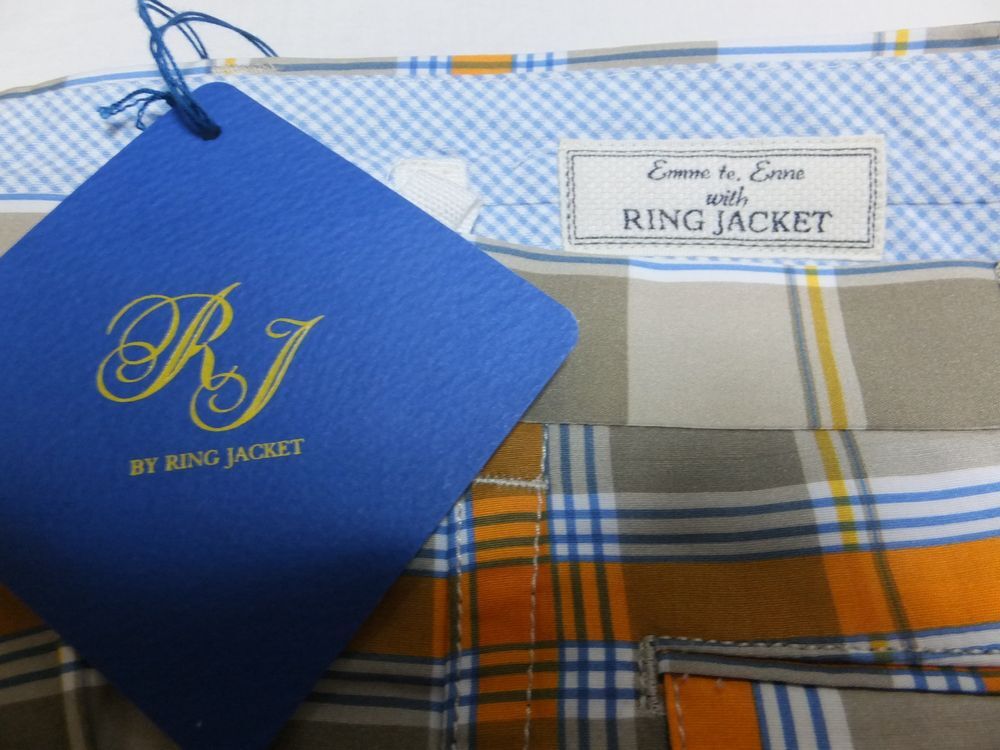 RJ
BY RING JACKET
Emme te. Enne
with
RING JACKET